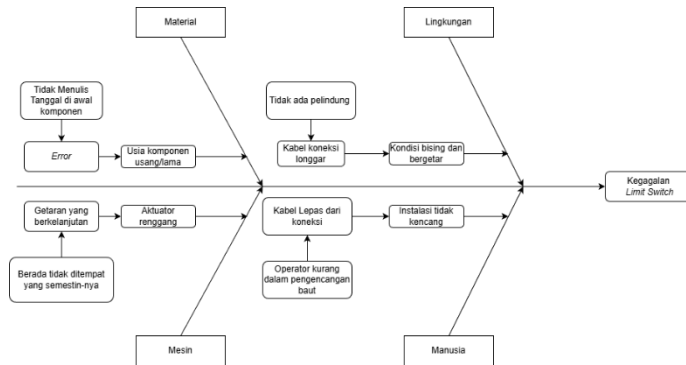 Material
Lingkungan
Tidak Menulis
Tanggal di awal
komponen
Tidak ada pelindung
Error
Usia komponen
usang/lama
Kabel koneksi
longgar
Kondisi bising dan
bergetar
Kegagalan
Limit Switch
Getaran yang
berkelanjutan
Aktuator
renggang
Kabel Lepas dari
koneksi
Instalasi tidak
kencang
Berada tidak ditempat
yang semestin-nya
Operator kurang
dalam pengencangan
baut
Mesin
Manusia